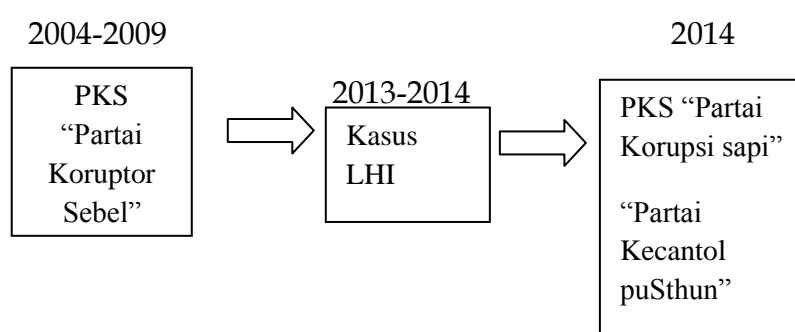 2004-2009
PKS
“Partai
Koruptor
Sebel”
2013-2014
Kasus
LHI
2014
PKS “Partai
Korupsi sapi”
“Partai
Kecantol
puSthun”